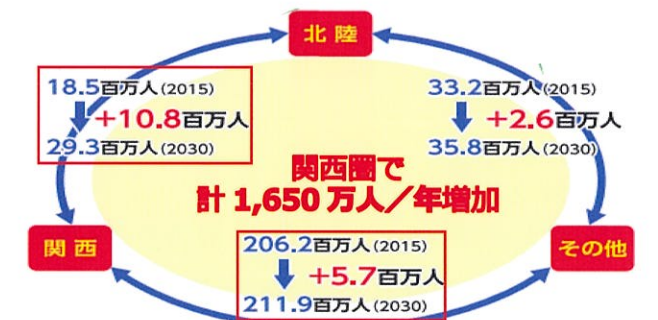 北陸
18.5百万人(2015)
+10.8百万人
29.3百万人(2030)
33.2百万人(2015)
+2.6百万人
35.8百万人(2030)
関西圏で
計 1,650 万人／年増加
関西
その他
206.2百万人(2015)
+5.7百万人
211.9百万人(2030)